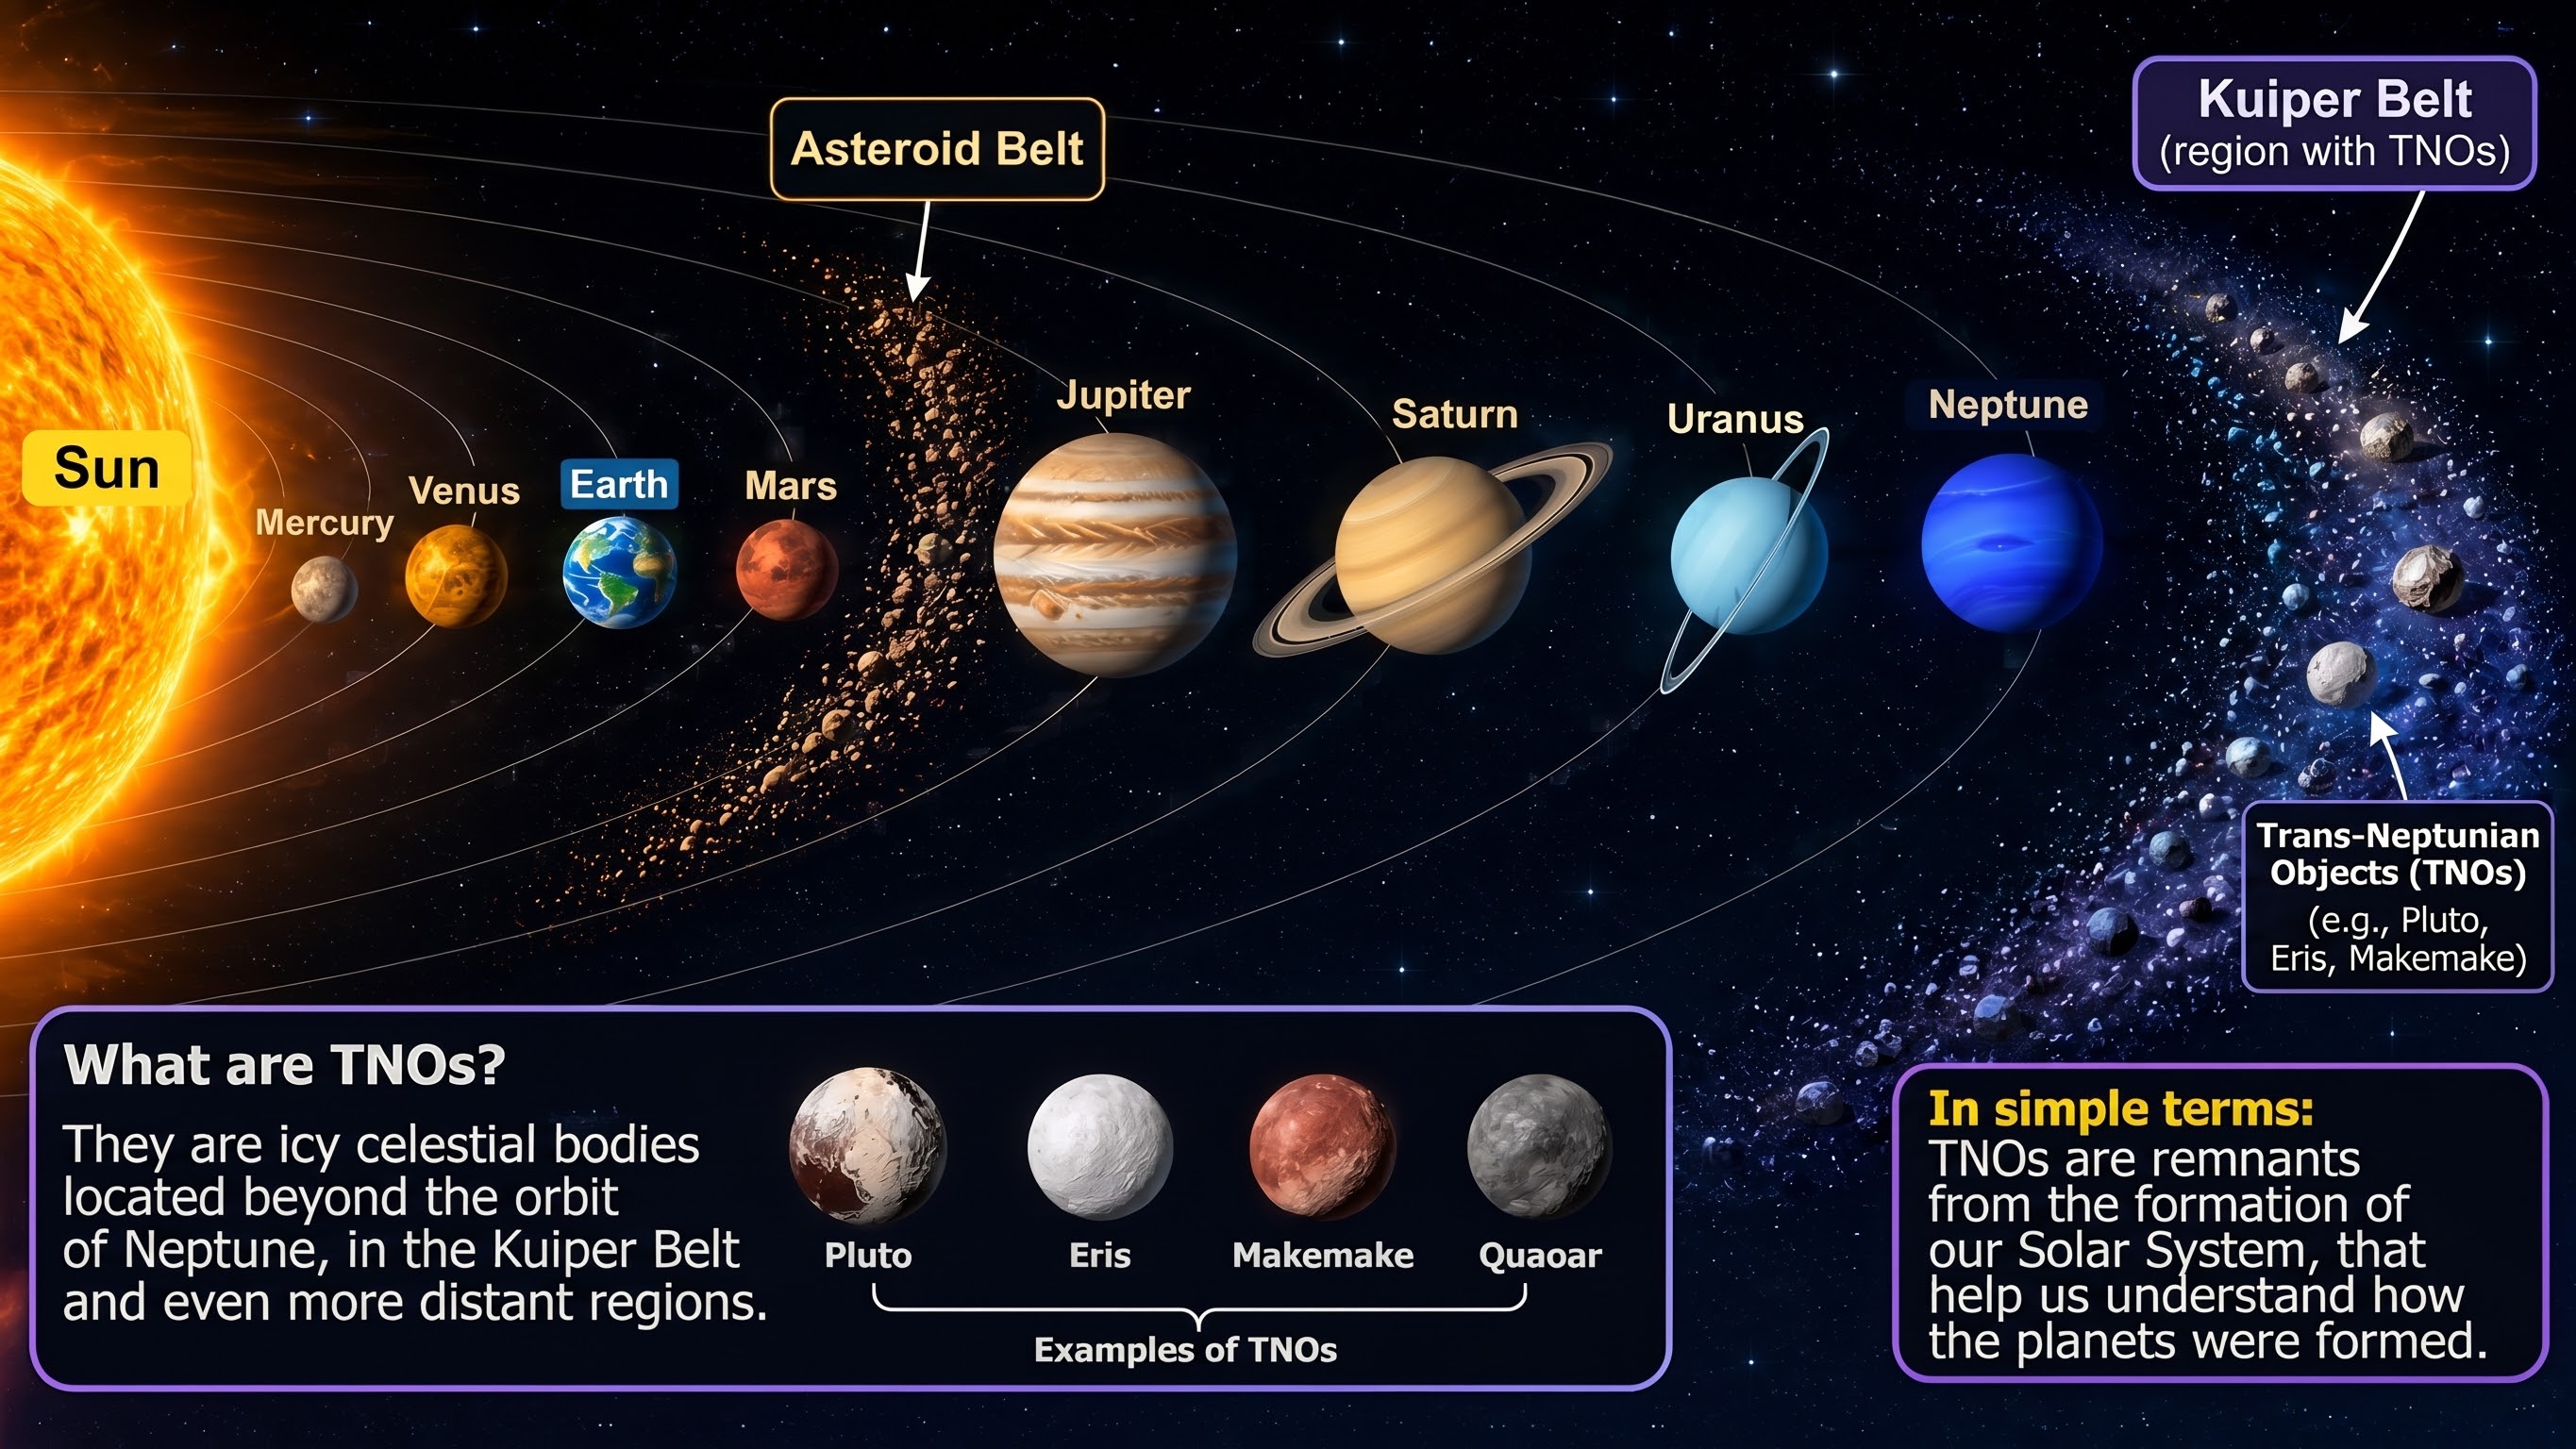 Kuiper Belt
(region with TNOs)
Asteroid Belt
Sun
Mercury
Venus
Earth
Mars
Jupiter
Saturn
Uranus
Neptune
Trans-Neptunian
Objects (TNOs)
(e.g., Pluto,
Eris, Makemake)
What are TNOs?
They are icy celestial bodies
located beyond the orbit
of Neptune, in the Kuiper Belt
and even more distant regions.
Pluto
Eris
Makemake
Quaoar
Examples of TNOs
In simple terms:
TNOs are remnants
from the formation of
our Solar System, that
help us understand how
the planets were formed.